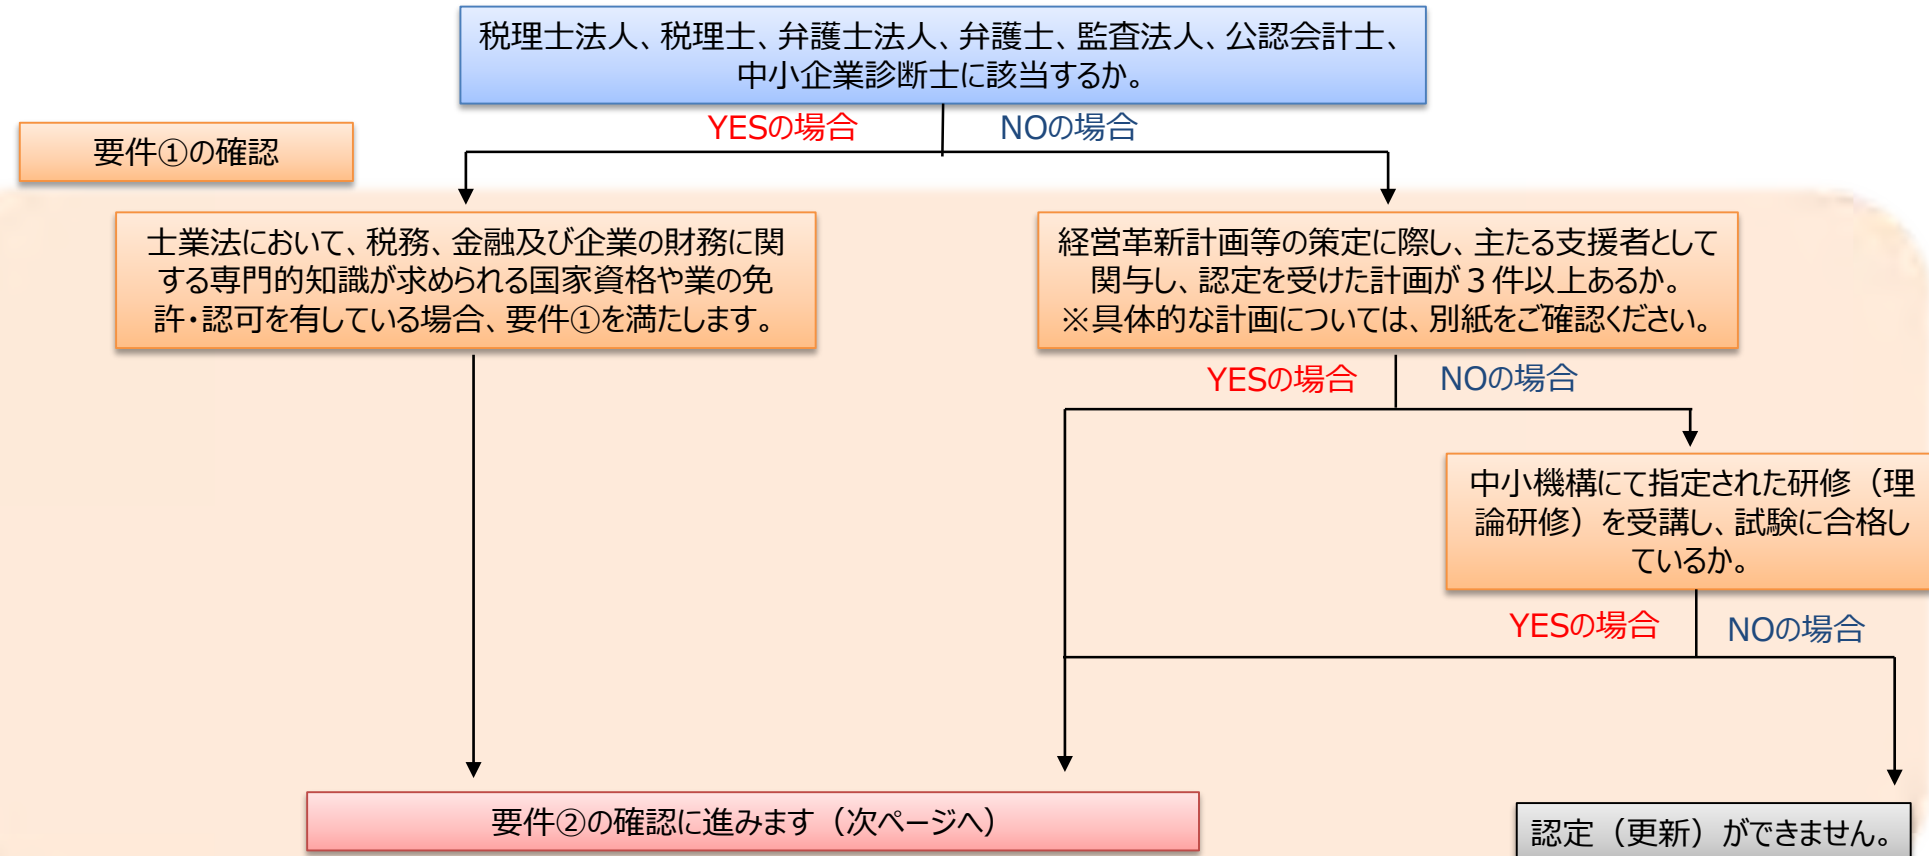 税理士法人、税理士、弁護士法人、弁護士、監査法人、公認会計士、
中小企業診断士に該当するか。
YESの場合
NOの場合
要件①の確認
士業法において、税務、金融及び企業の財務に関
する専門的知識が求められる国家資格や業の免
許・認可を有している場合、要件①を満たします。
経営革新計画等の策定に際し、主たる支援者として
関与し、認定を受けた計画が３件以上あるか。
※具体的な計画については、別紙をご確認ください。
YESの場合
NOの場合
中小機構にて指定された研修（理
論研修）を受講し、試験に合格し
ているか。
YESの場合
NOの場合
要件②の確認に進みます（次ページへ）
認定（更新）ができません。